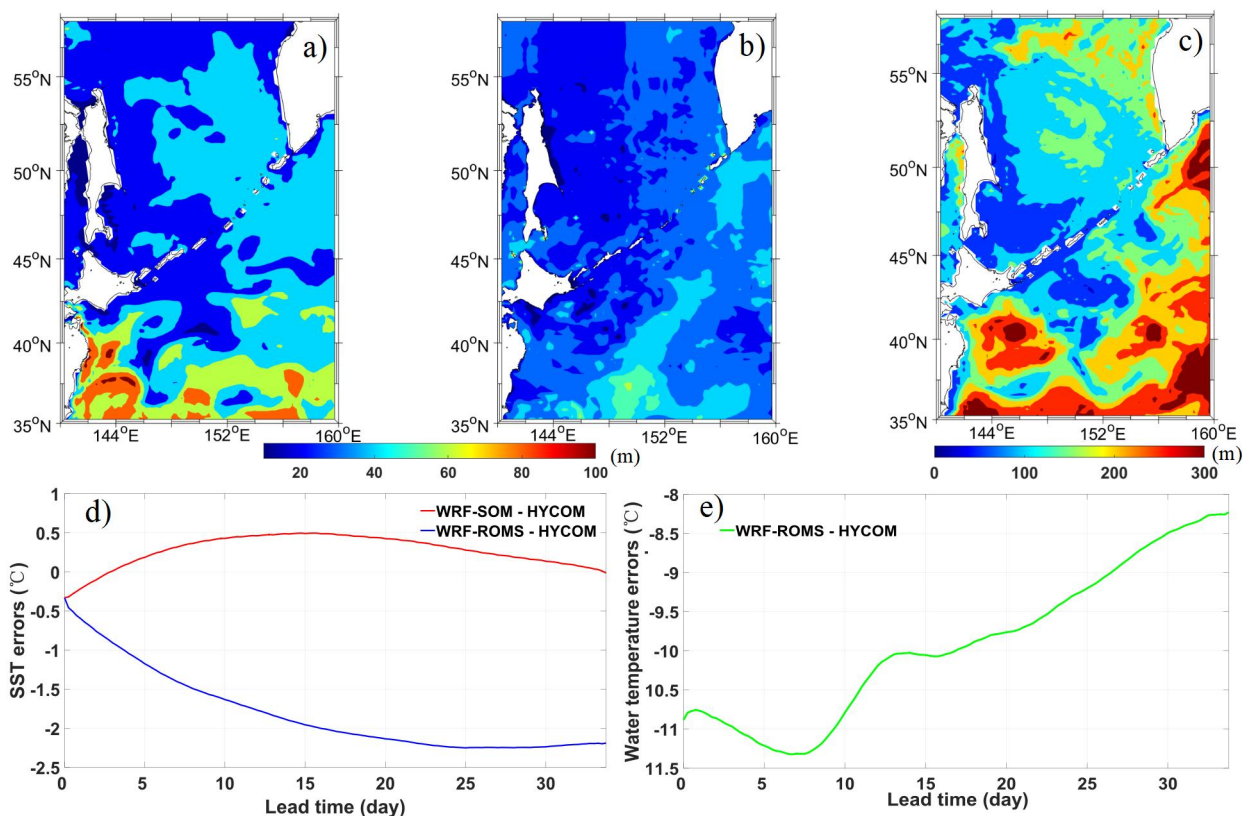 a)
b)
c)
55°N
50°N
45°N
40°N
35°N
144°E
152°E
160°E
55°N
50°N
45°N
40°N
35°N
144°E
152°E
160°E
55°N
50°N
45°N
40°N
35°N
144°E
152°E
160°E
20 40 60 80 100 (m)
0 100 200 300 (m)
d)
WRF-SOM - HYCOM
WRF-ROMS - HYCOM
SST errors (℃)
0.5
0
-0.5
-1
-1.5
-2
-2.5
0 5 10 15 20 25 30
Lead time (day)
e)
WRF-ROMS - HYCOM
Water temperature errors (℃)
-8
-8.5
-9
-9.5
-10
-10.5
-11
11.5
0 5 10 15 20 25 30
Lead time (day)